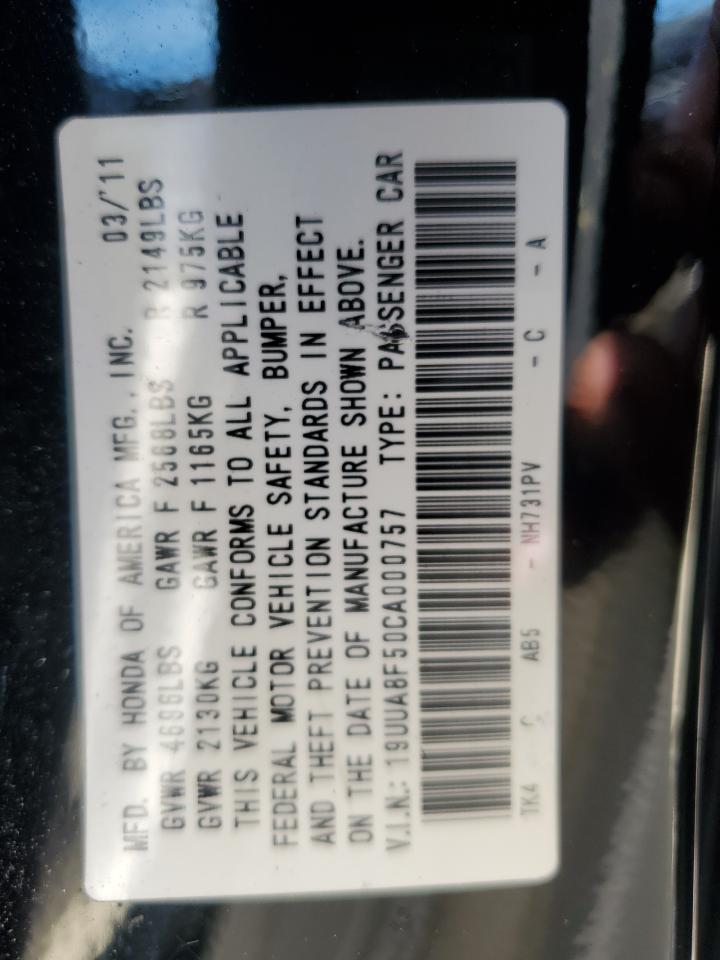 MFD. BY HONDA OF AMERICA MFG., INC. 03/'11
GVWR 4696LBS GAWR F 2568LBS R 2149LBS
GVWR 2130KG GAWR F 1165KG R 975KG
THIS VEHICLE CONFORMS TO ALL APPLICABLE
FEDERAL MOTOR VEHICLE SAFETY, BUMPER,
AND THEFT PREVENTION STANDARDS IN EFFECT
ON THE DATE OF MANUFACTURE SHOWN ABOVE.
V.I.N.: 19UUA8F50CA000757 TYPE: PASSENGER CAR
TK4 C AB5 - NH731PV - C - A